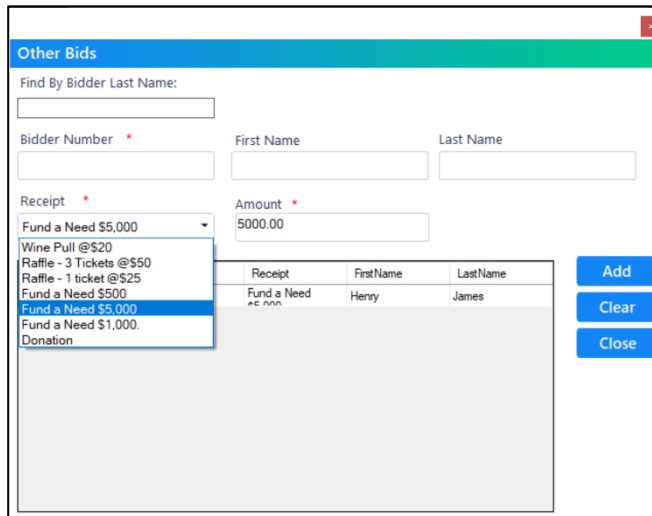 Other Bids
Find By Bidder Last Name:
Bidder Number *
First Name
Last Name
Receipt *
Amount *
Fund a Need $5,000
5000.00
Wine Pull @$20
Raffle - 3 Tickets @$50
Raffle - 1 ticket @$25
Fund a Need $500
Fund a Need $5,000
Fund a Need $1,000.
Donation
Receipt FirstName LastName
Fund a Need
$5,000
Henry James
Add
Clear
Close